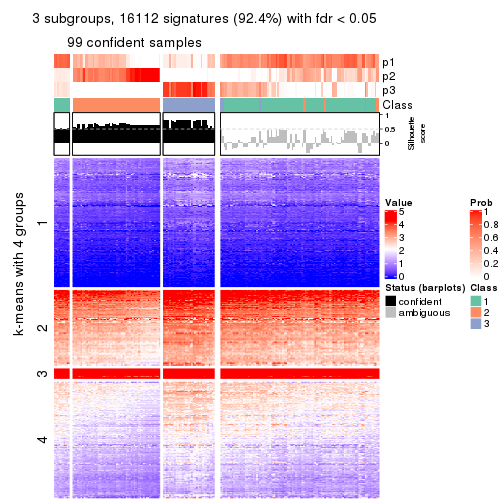 3 subgroups, 16112 signatures (92.4%) with fdr < 0.05
99 confident samples
p1
p2
p3
Class
1
0.5
0
Silhouette
score
k-means with 4 groups
1
2
3
4
Value
5
4
3
2
1
0
Prob
1
0.8
0.6
0.4
0.2
0
Status (barplots)
confident
ambiguous
Class
1
2
3